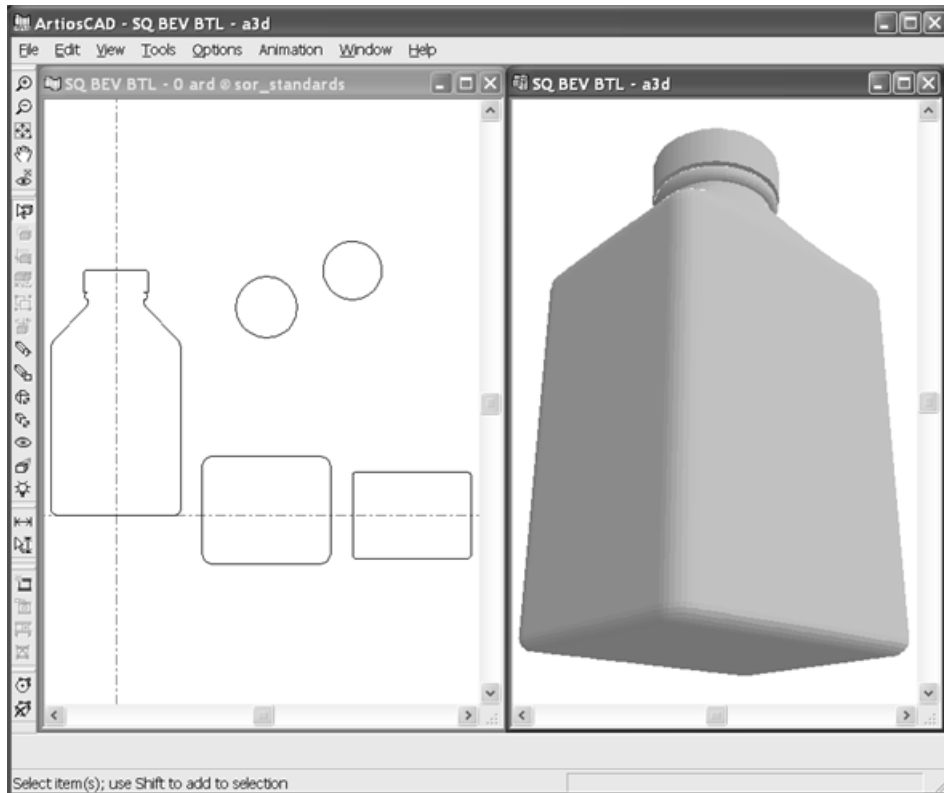 ArtiosCAD - SQ BEV BTL - a3d
File Edit View Tools Options Animation Window Help
SQ BEV BTL - 0 ard @ sor_standards
SQ BEV BTL - a3d
Select item(s); use Shift to add to selection